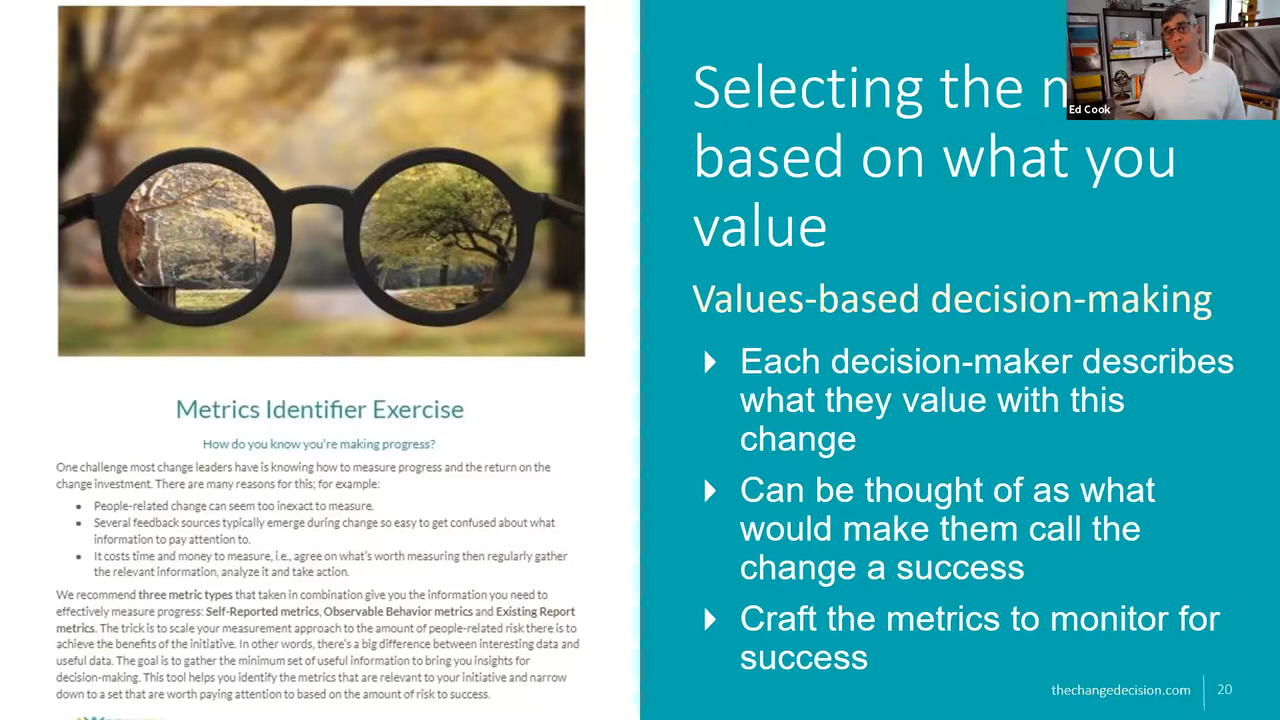 Metrics Identifier Exercise
How do you know you're making progress?
One challenge most change leaders have is knowing how to measure progress and the return on the
change investment. There are many reasons for this; for example:
• People-related change can seem too inexact to measure.
• Several feedback sources typically emerge during change so easy to get confused about what
information to pay attention to.
• It costs time and money to measure, i.e., agree on what's worth measuring then regularly gather
the relevant information, analyze it and take action.
We recommend three metric types that taken in combination give you the information you need to
effectively measure progress: Self-Reported metrics, Observable Behavior metrics and Existing Report
metrics. The trick is to scale your measurement approach to the amount of people-related risk there is to
achieve the benefits of the initiative. In other words, there's a big difference between interesting data and
useful data. The goal is to gather the minimum set of useful information to bring you insights for
decision-making. This tool helps you identify the metrics that are relevant to your initiative and narrow
down to a set that are worth paying attention to based on the amount of risk to success.
Selecting the
based on what you
value
Ed Cook
Values-based decision-making
Each decision-maker describes
what they value with this
change
Can be thought of as what
would make them call the
change a success
Craft the metrics to monitor for
success
thechangedecision.com
20